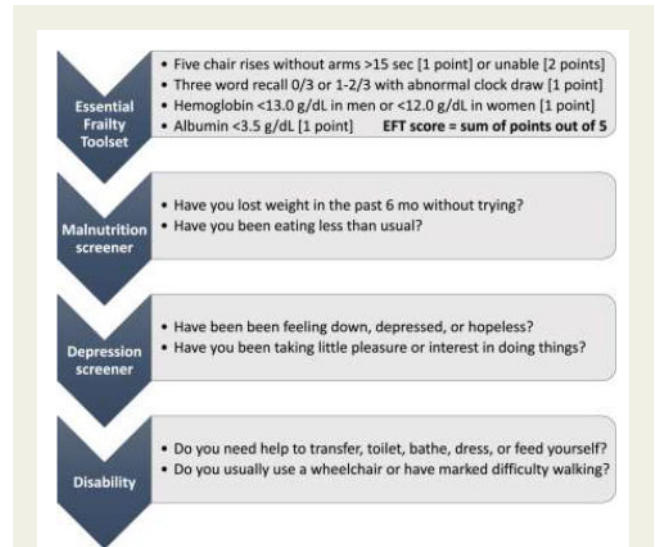 Essential
Frailty
Toolset
• Five chair rises without arms >15 sec [1 point] or unable [2 points]
• Three word recall 0/3 or 1-2/3 with abnormal clock draw [1 point]
• Hemoglobin <13.0 g/dL in men or <12.0 g/dL in women [1 point]
• Albumin <3.5 g/dL [1 point] EFT score = sum of points out of 5
Malnutrition
screener
• Have you lost weight in the past 6 mo without trying?
• Have you been eating less than usual?
Depression
screener
• Have been been feeling down, depressed, or hopeless?
• Have you been taking little pleasure or interest in doing things?
Disability
• Do you need help to transfer, toilet, bathe, dress, or feed yourself?
• Do you usually use a wheelchair or have marked difficulty walking?